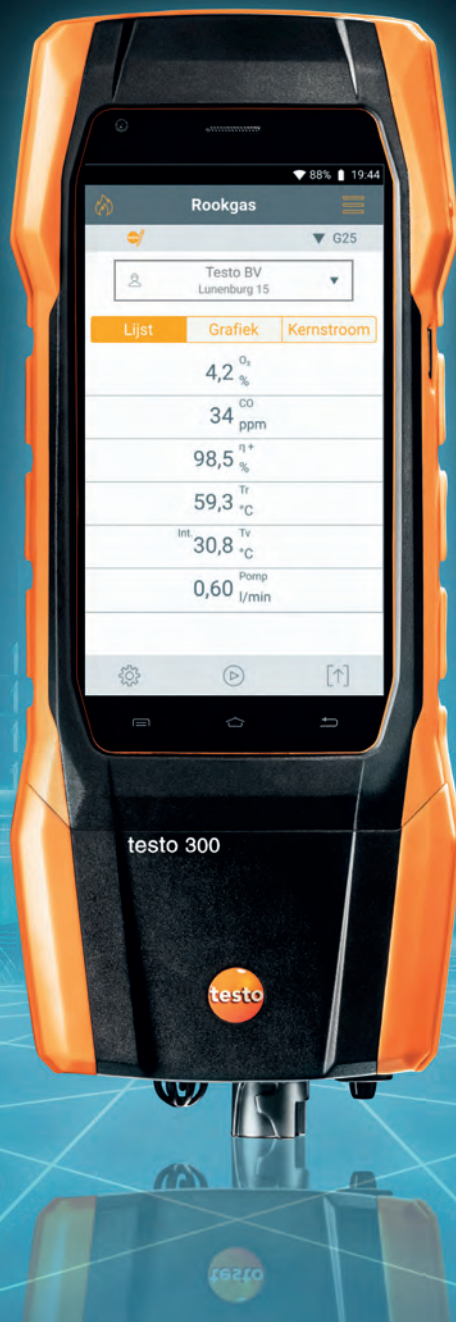 88% 19:44
Rookgas
G25
Testo BV
Lunenburg 15
Lijst Grafiek Kernstroom
4,2 O₂ %
34 CO ppm
98,5 η+ %
59,3 Tr °C
Int. 30,8 Tv °C
0,60 Pomp l/min
testo 300
testo
testo